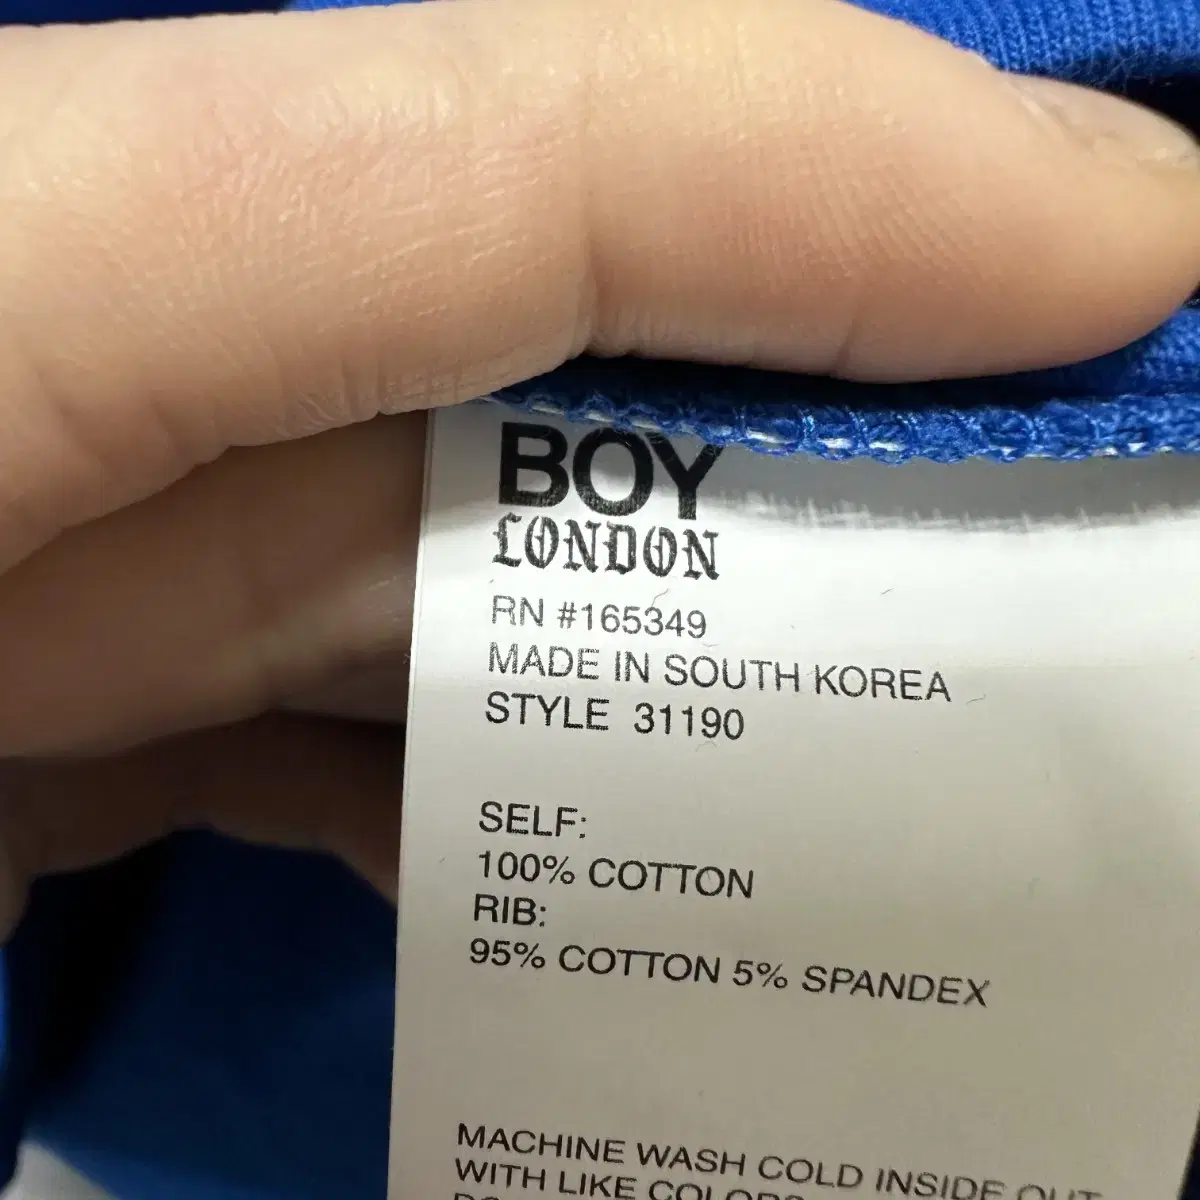 BOY
LONDON
RN #165349
MADE IN SOUTH KOREA
STYLE 31190
SELF:
100% COTTON
RIB:
95% COTTON 5% SPANDEX
MACHINE WASH COLD INSIDE OUT
WITH LIKE COLORS